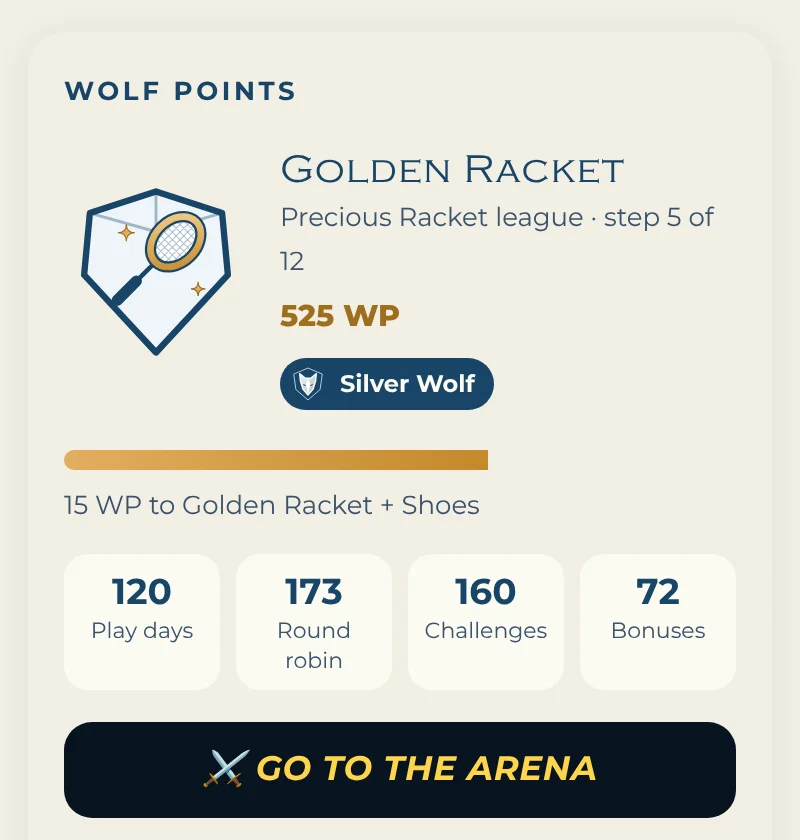 WOLF POINTS
Golden Racket
Precious Racket league · step 5 of
12
525 WP
Silver Wolf
15 WP to Golden Racket + Shoes
120
Play days
173
Round
robin
160
Challenges
72
Bonuses
⚔️ GO TO THE ARENA